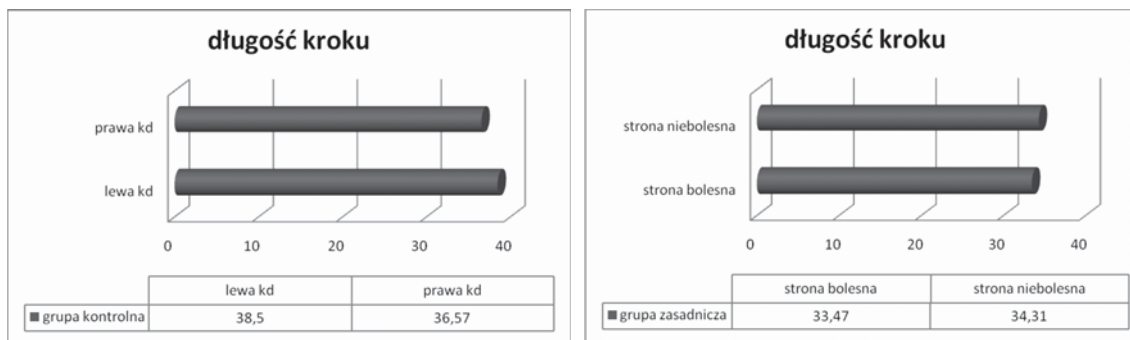 długość kroku
prawa kd
lewa kd
0 10 20 30 40
lewa kd prawa kd
grupa kontrolna 38,5 36,57
długość kroku
strona niebolesna
strona bolesna
0 10 20 30 40
strona bolesna strona niebolesna
grupa zasadnicza 33,47 34,31